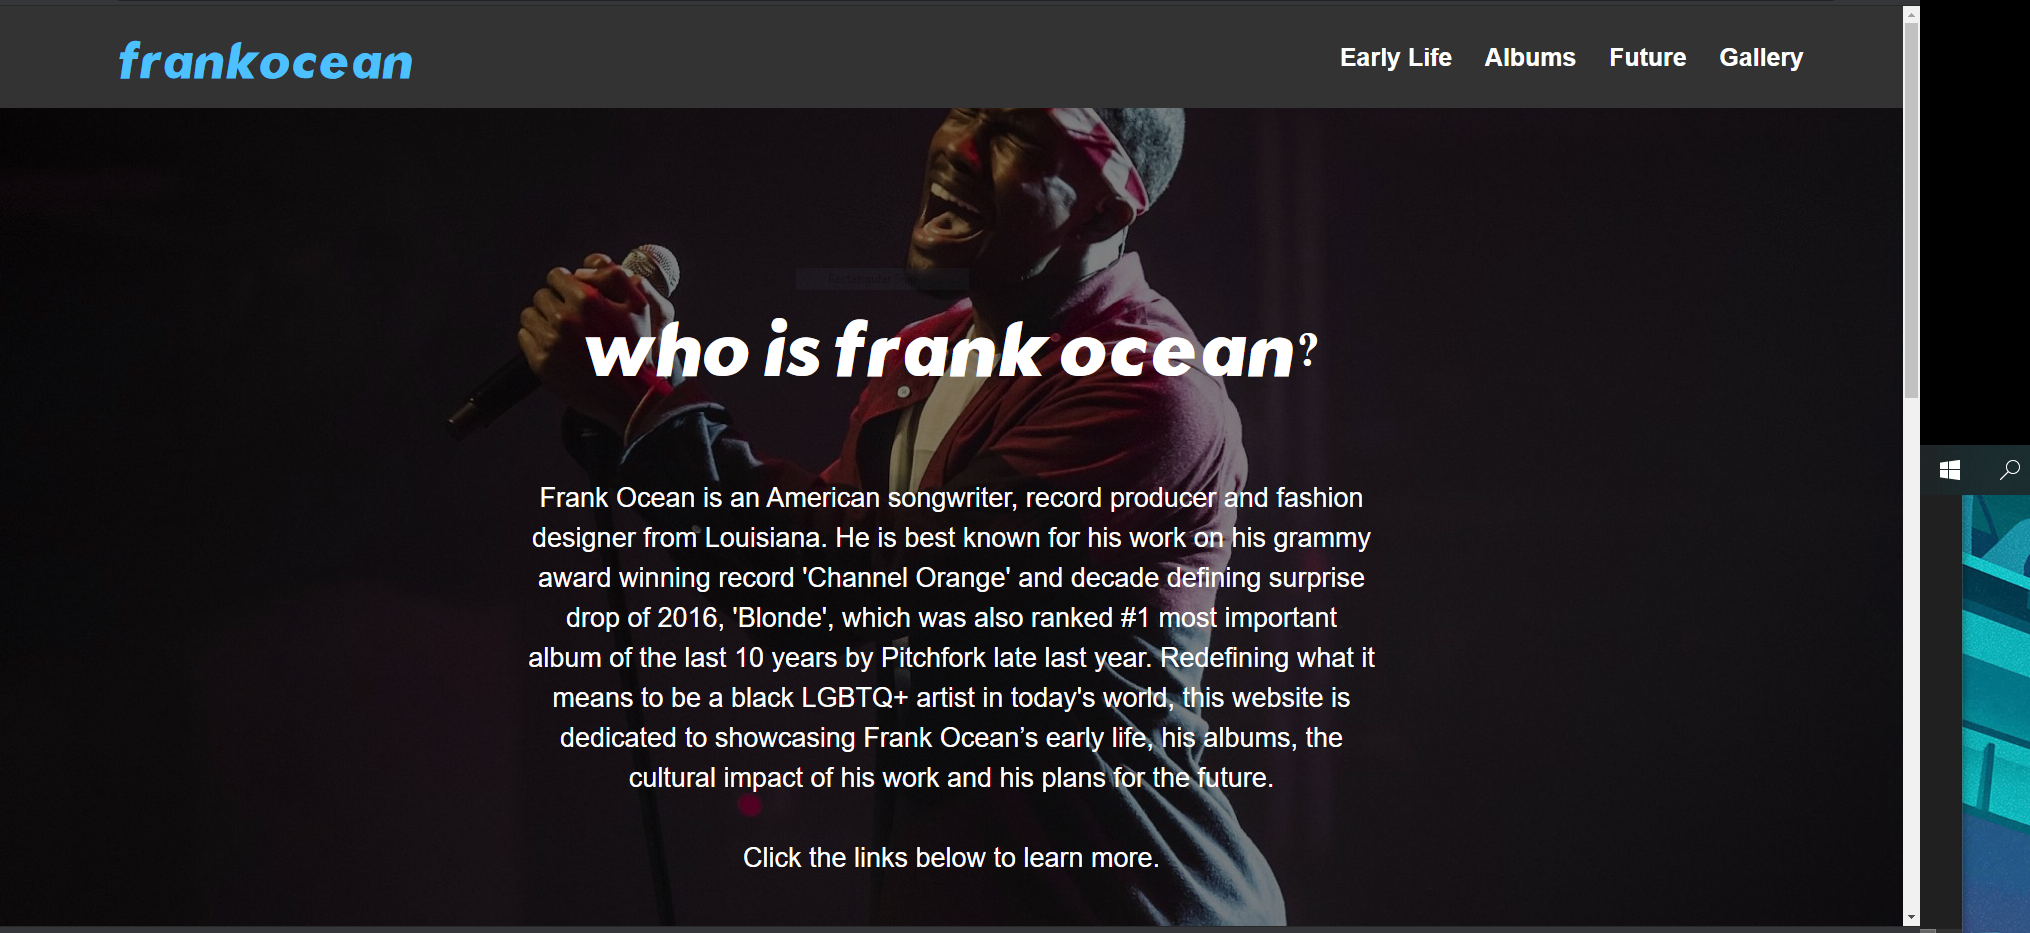 frankocean
Early Life Albums Future Gallery
who is frank ocean?
Frank Ocean is an American songwriter, record producer and fashion
designer from Louisiana. He is best known for his work on his grammy
award winning record 'Channel Orange' and decade defining surprise
drop of 2016, 'Blonde', which was also ranked #1 most important
album of the last 10 years by Pitchfork late last year. Redefining what it
means to be a black LGBTQ+ artist in today's world, this website is
dedicated to showcasing Frank Ocean’s early life, his albums, the
cultural impact of his work and his plans for the future.
Click the links below to learn more.